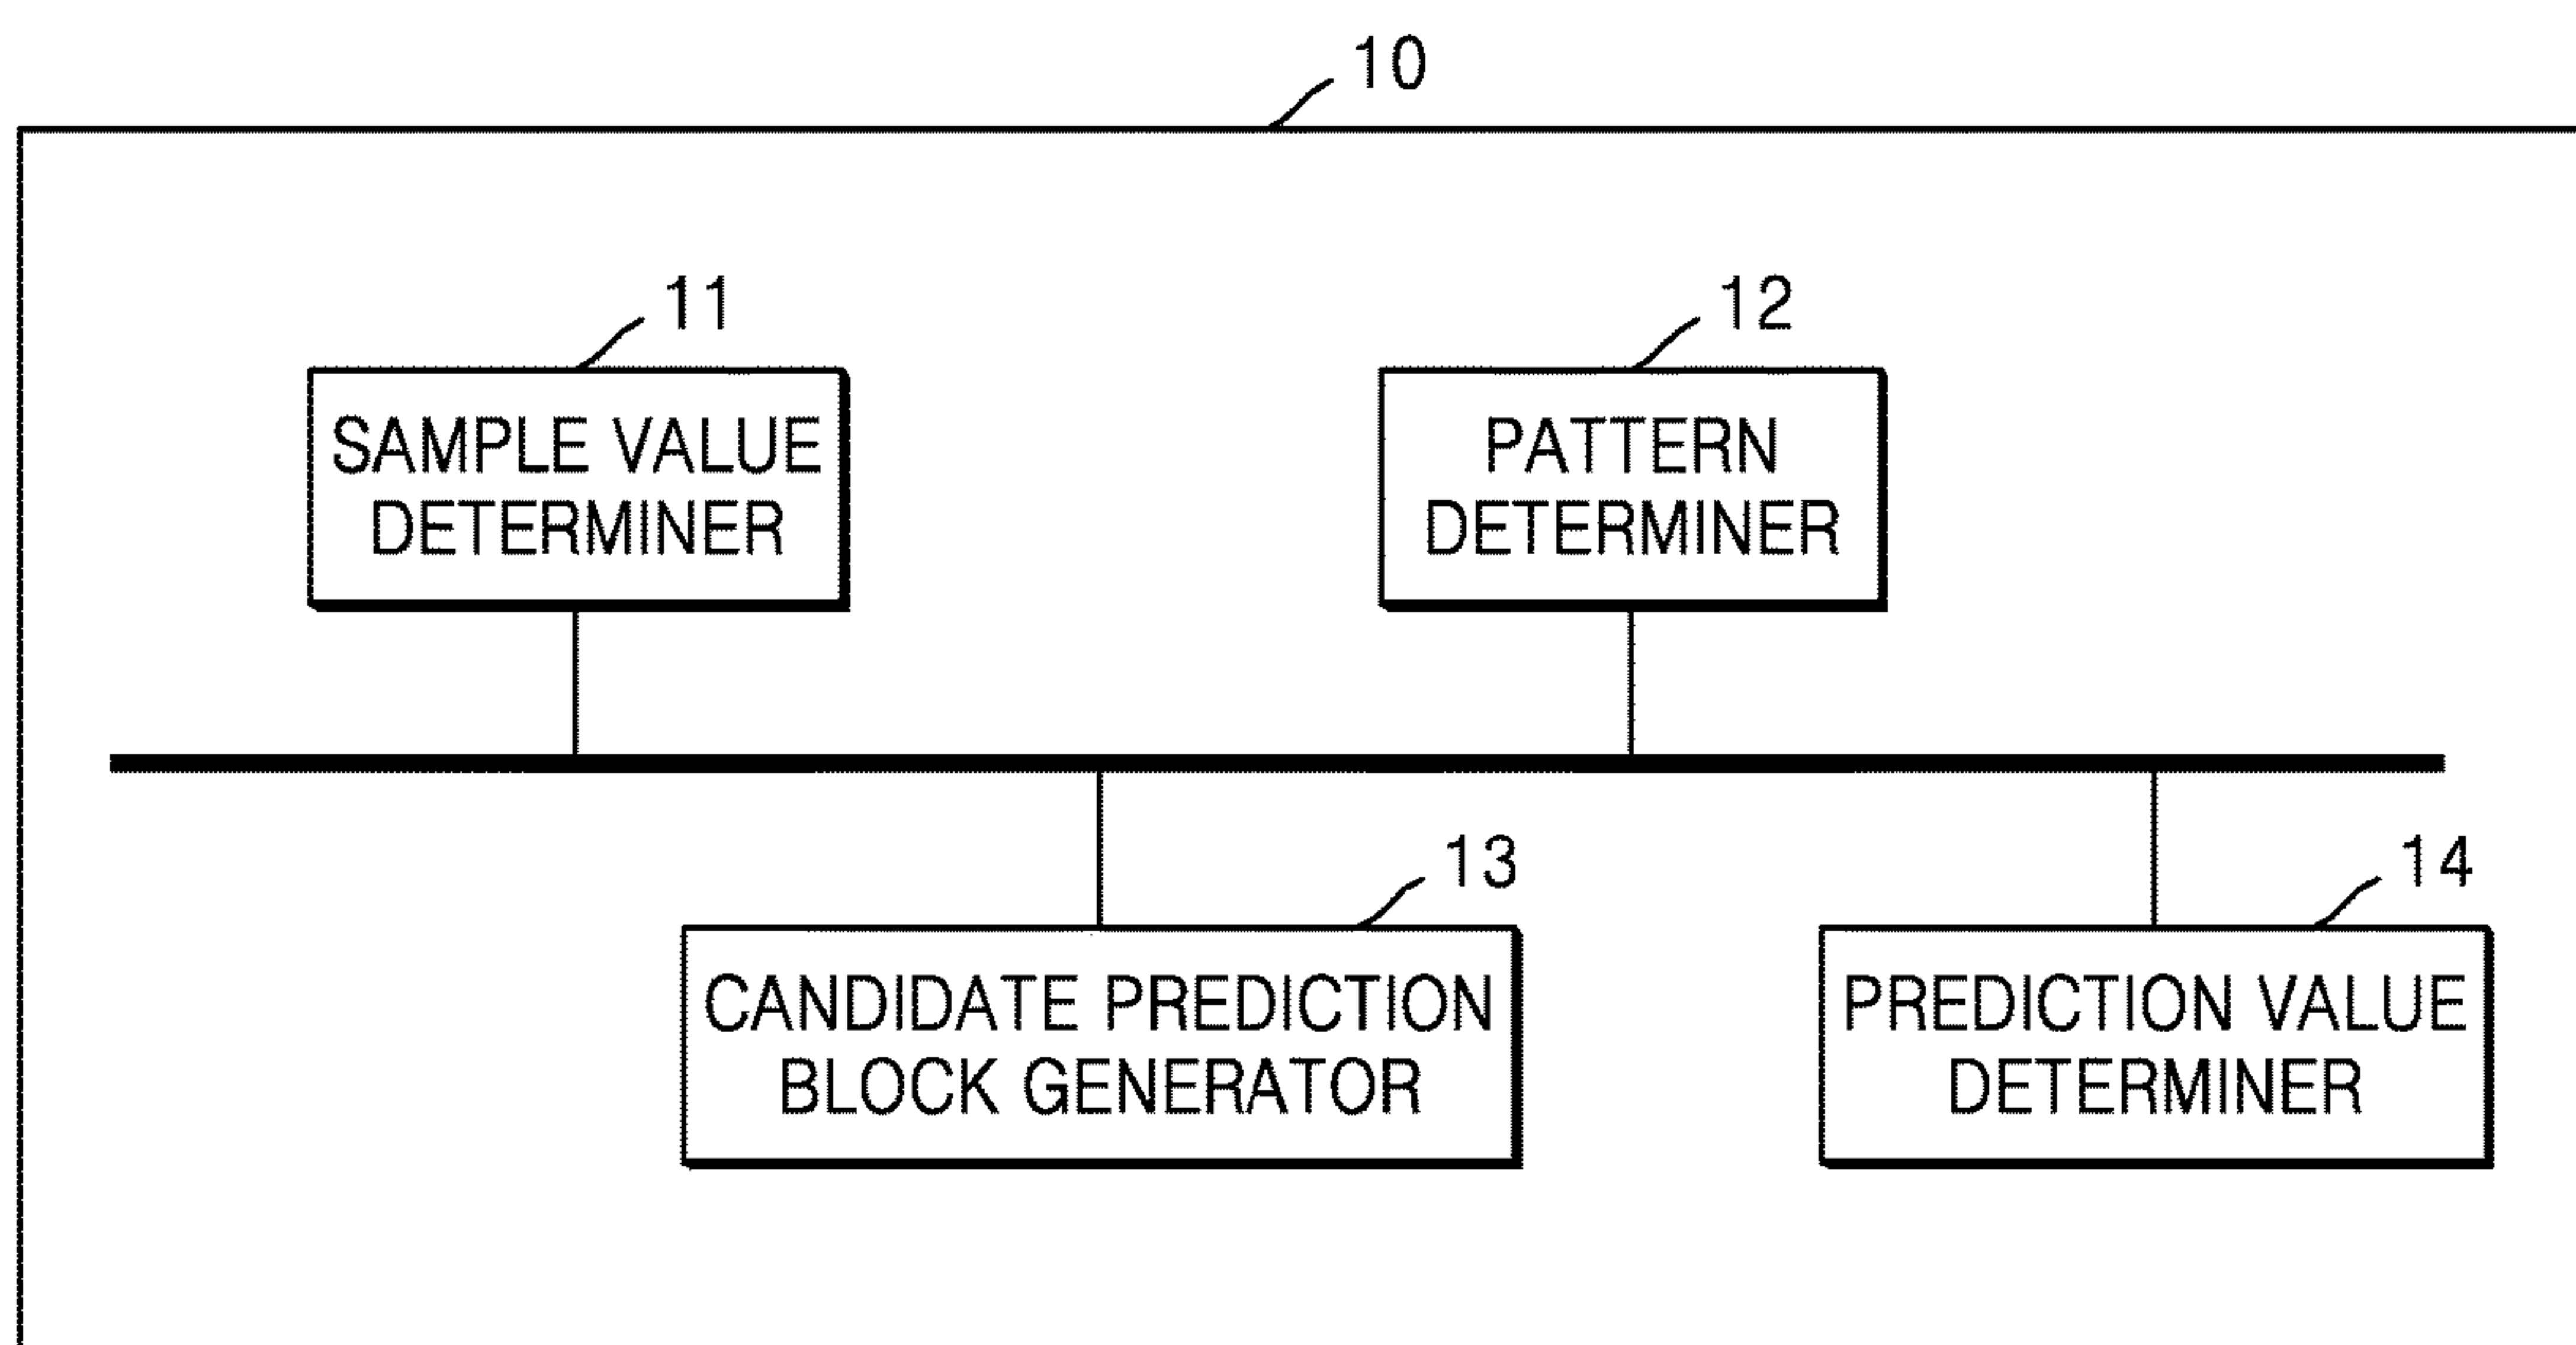 10
11
12
SAMPLE VALUE
DETERMINER
PATTERN
DETERMINER
13
14
CANDIDATE PREDICTION
BLOCK GENERATOR
PREDICTION VALUE
DETERMINER